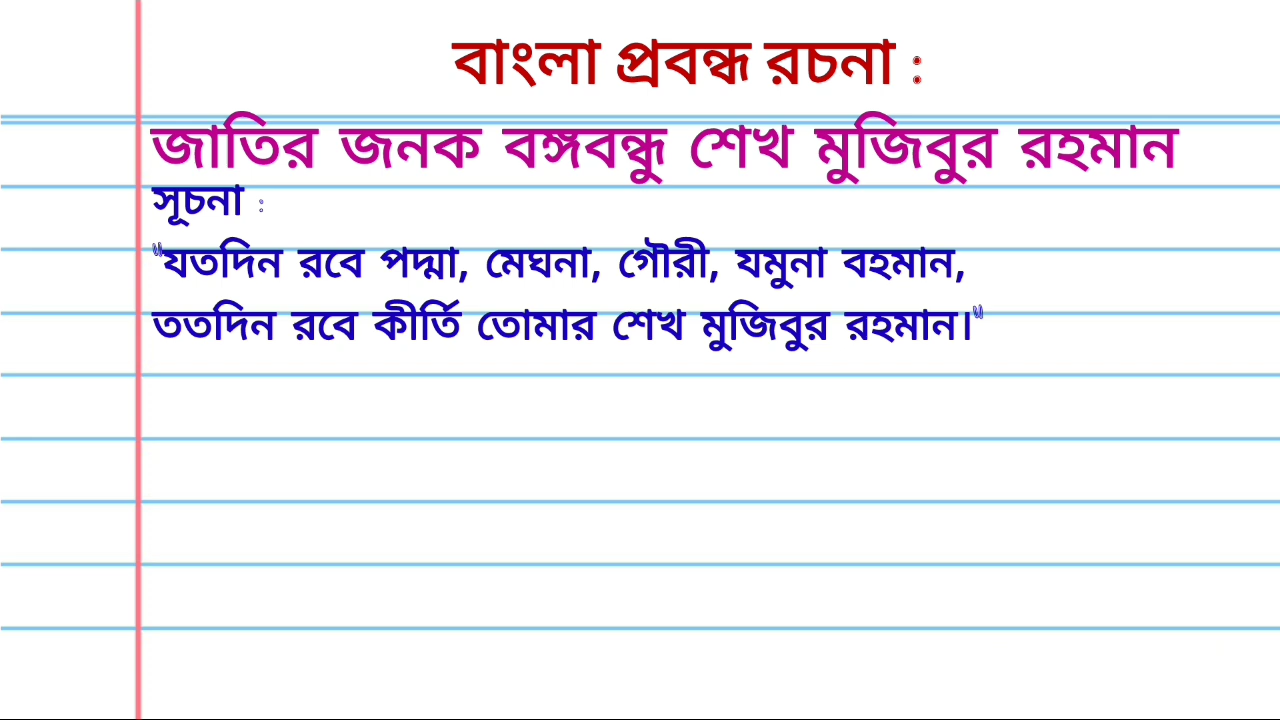 বাংলা প্রবন্ধ রচনা :
জাতির জনক বঙ্গবন্ধু শেখ মুজিবুর রহমান
সূচনা :
"যতদিন রবে পদ্মা, মেঘনা, গৌরী, যমুনা বহমান,
ততদিন রবে কীর্তি তোমার শেখ মুজিবুর রহমান।"